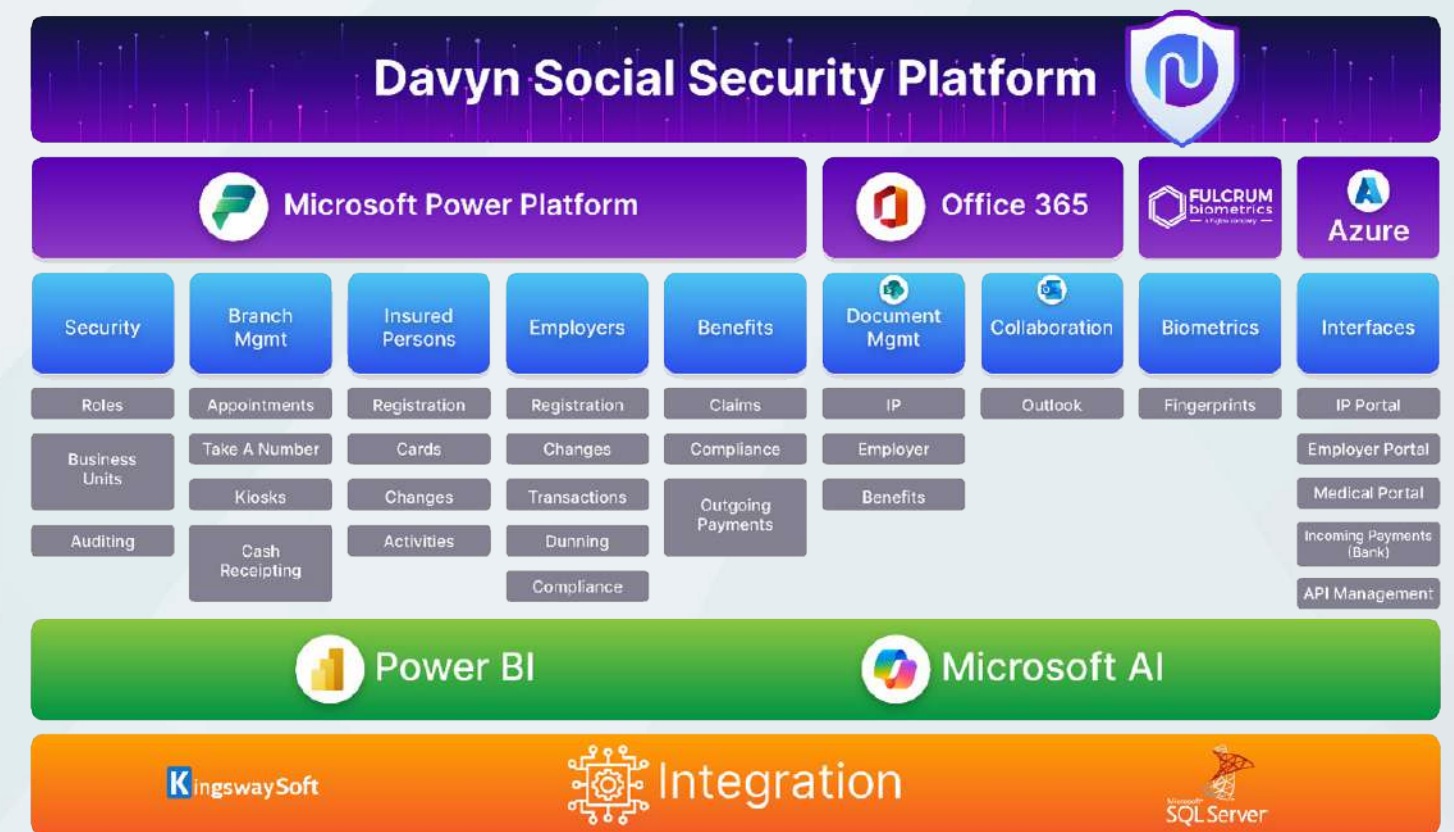 Davyn Social Security Platform
Microsoft Power Platform
Office 365
FULCRUM
biometrics
a Fujitsu company
Azure
Security
Branch
Mgmt
Insured
Persons
Employers
Benefits
Document
Mgmt
Collaboration
Biometrics
Interfaces
Roles
Appointments
Registration
Registration
Claims
IP
Outlook
Fingerprints
IP Portal
Business
Units
Take A Number
Cards
Changes
Compliance
Employer
Employer Portal
Kiosks
Changes
Transactions
Outgoing
Payments
Benefits
Medical Portal
Auditing
Cash
Receipting
Activities
Dunning
Incoming Payments
(Bank)
Compliance
API Management
Power BI
Microsoft AI
KingswaySoft
Integration
Microsoft
SQL Server